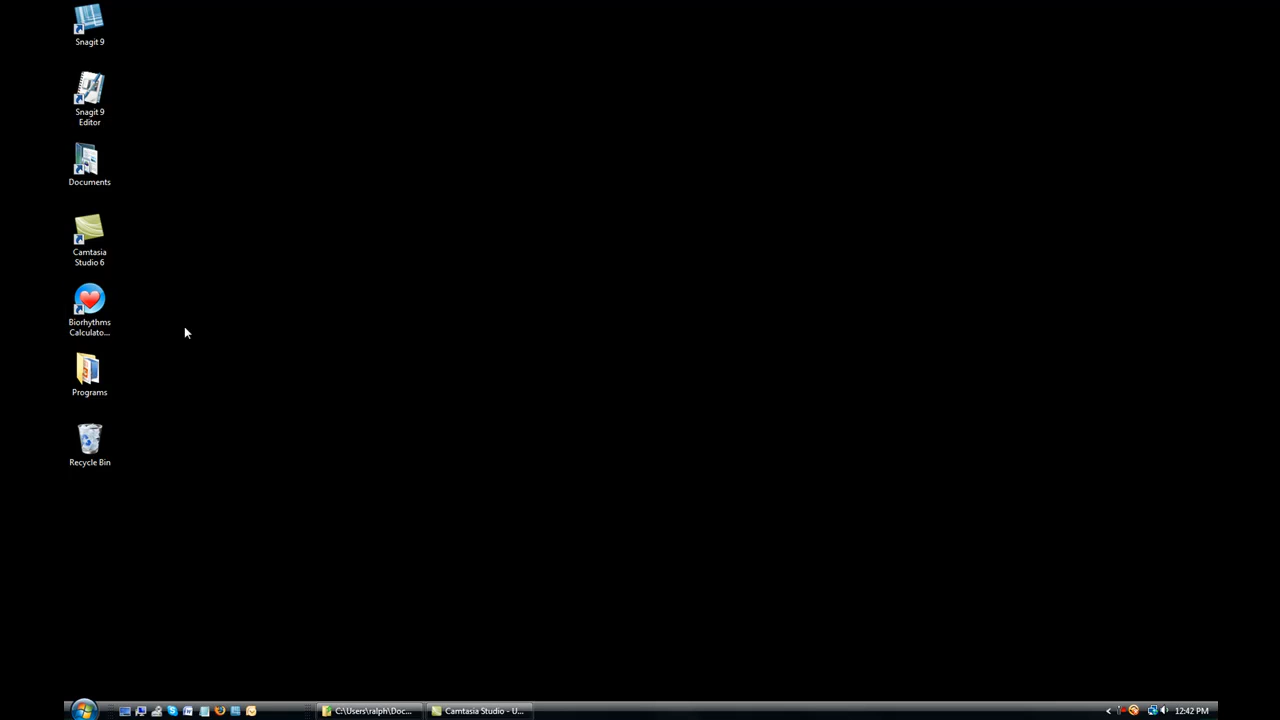 Snagit 9
Snagit 9
Editor
Documents
Camtasia
Studio 6
Biorhythms
Calculato...
Programs
Recycle Bin
C:\Users\ralph\Doc...
Camtasia Studio - U...
12:42 PM